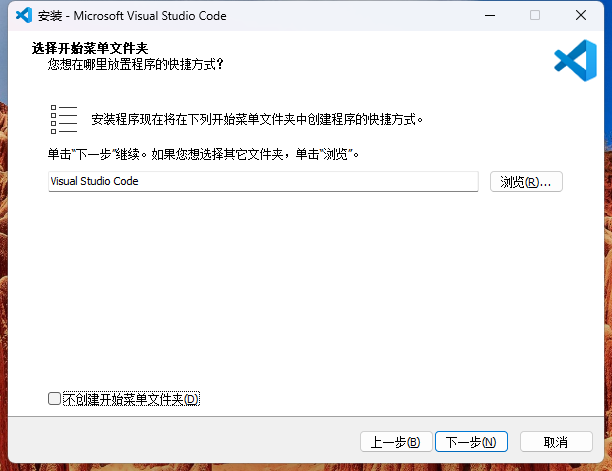 安装 - Microsoft Visual Studio Code
选择开始菜单文件夹
您想在哪里放置程序的快捷方式?
安装程序现在将在下列开始菜单文件夹中创建程序的快捷方式。
单击“下一步”继续。如果您想选择其它文件夹，单击“浏览”。
Visual Studio Code
浏览(R)...
不创建开始菜单文件夹(D)
上一步(B)
下一步(N)
取消